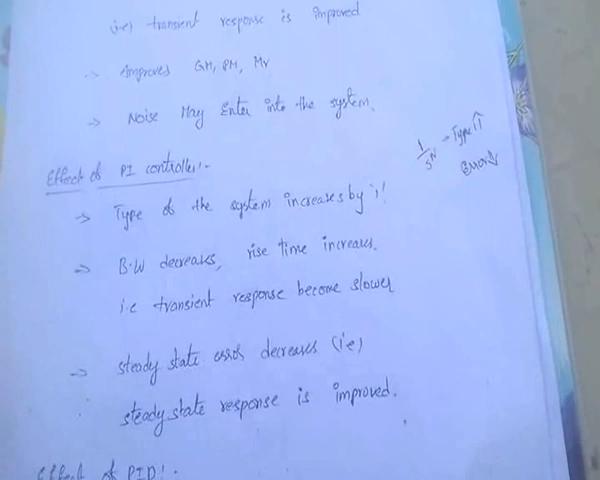 (i.e) transient response is improved
-> Improves GM, PM, Mr
-> Noise May Enter into the system.
Effect of PI controller:-
-> Type of the system increases by '1'
-> B.W decreases, rise time increases.
i.e transient response become slower
-> steady state error decreases (i.e)
steady state response is improved.
Effect of PID:-
1/S^N - Type ↑
Error ↓